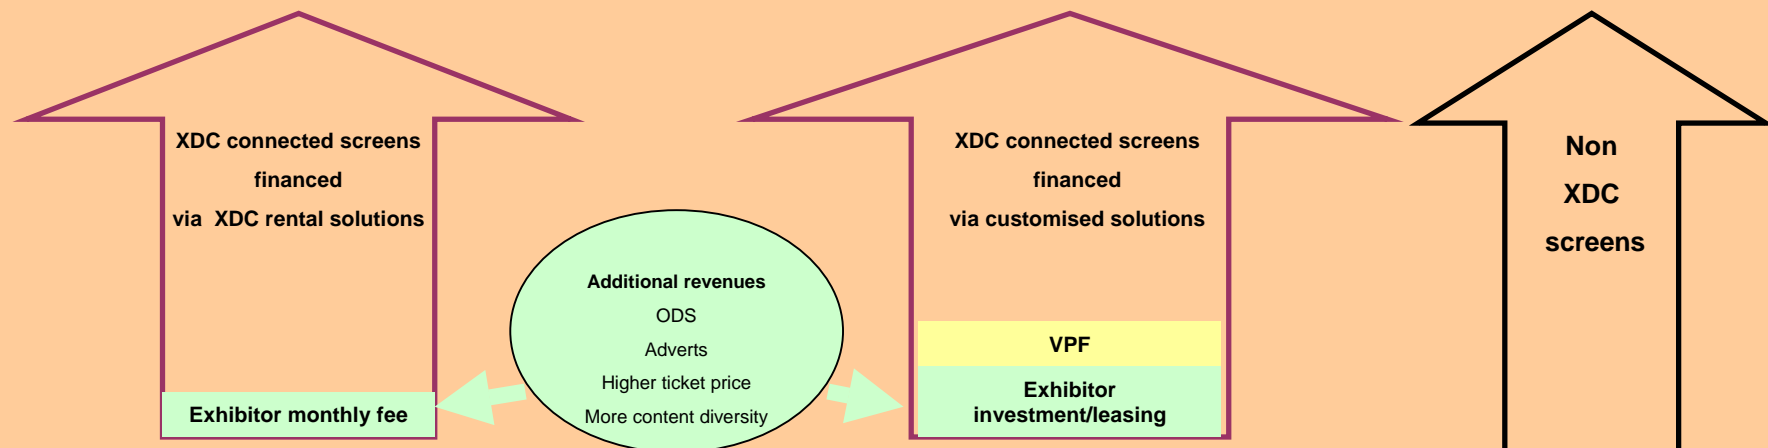 XDC connected screens
financed
via XDC rental solutions
Exhibitor monthly fee
Additional revenues
ODS
Adverts
Higher ticket price
More content diversity
XDC connected screens
financed
via customised solutions
VPF
Exhibitor
investment/leasing
Non
XDC
screens